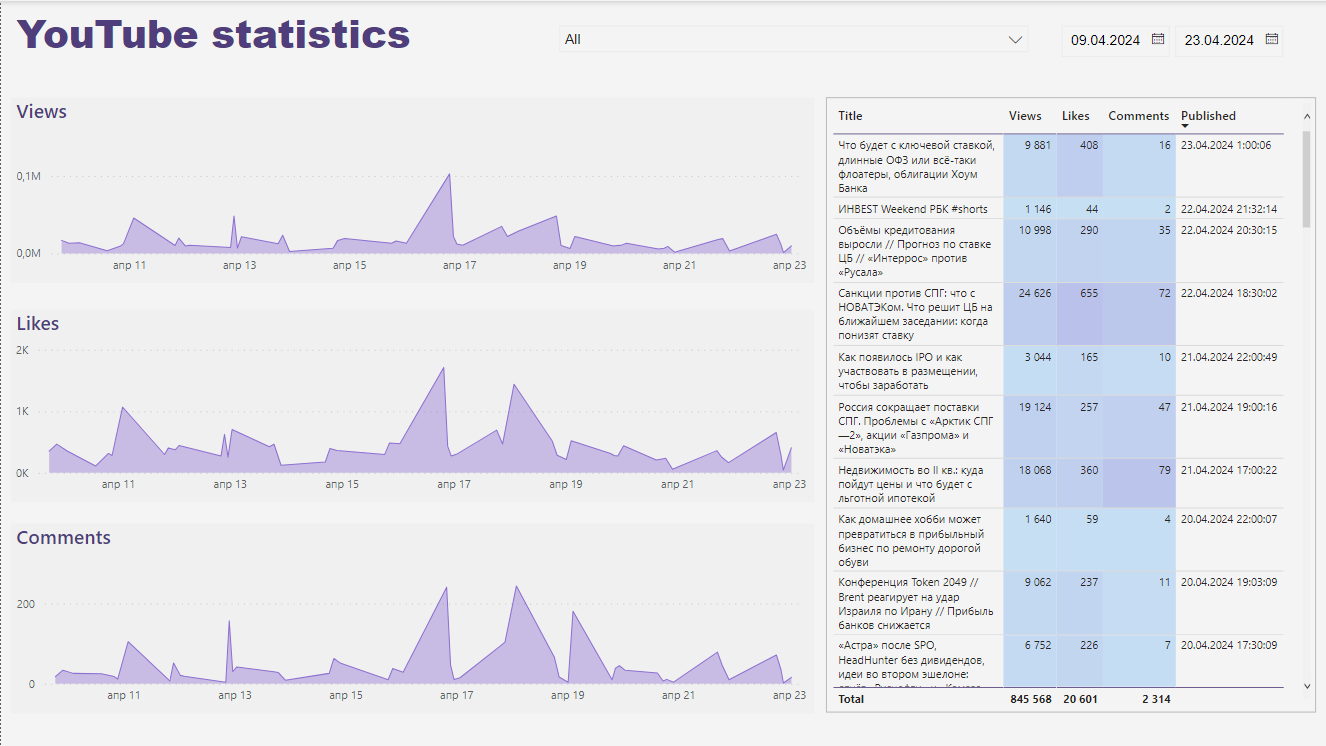 YouTube statistics
All
09.04.2024
23.04.2024
Views
0,1M
0,0M
апр 11
апр 13
апр 15
апр 17
апр 19
апр 21
апр 23
Likes
2K
1K
0K
апр 11
апр 13
апр 15
апр 17
апр 19
апр 21
апр 23
Comments
200
0
апр 11
апр 13
апр 15
апр 17
апр 19
апр 21
апр 23
Title Views Likes Comments Published
Что будет с ключевой ставкой, 9 881 408 16 23.04.2024 1:00:06
длинные ОФЗ или всё-таки
флоатеры, облигации Хоум
Банка
ИНВЕST Weekend РБК #shorts 1 146 44 2 22.04.2024 21:32:14
Объёмы кредитования 10 998 290 35 22.04.2024 20:30:15
выросли // Прогноз по ставке
ЦБ // «Интеррос» против
«Русала»
Санкции против СПГ: что с 24 626 655 72 22.04.2024 18:30:02
НОВАТЭКом. Что решит ЦБ на
ближайшем заседании: когда
понизят ставку
Как появилось IPO и как 3 044 165 10 21.04.2024 22:00:49
участвовать в размещении,
чтобы заработать
Россия сокращает поставки 19 124 257 47 21.04.2024 19:00:16
СПГ. Проблемы с «Арктик СПГ
—2», акции «Газпрома» и
«Новатэка»
Недвижимость во II кв.: куда 18 068 360 79 21.04.2024 17:00:22
пойдут цены и что будет с
льготной ипотекой
Как домашнее хобби может 1 640 59 4 20.04.2024 22:00:07
превратиться в прибыльный
бизнес по ремонту дорогой
обуви
Конференция Token 2049 // 9 062 237 11 20.04.2024 19:03:09
Brent реагирует на удар
Израиля по Ирану // Прибыль
банков снижается
«Астра» после SPO, 6 752 226 7 20.04.2024 17:30:09
HeadHunter без дивидендов,
идеи во втором эшелоне:
Total 845 568 20 601 2 314